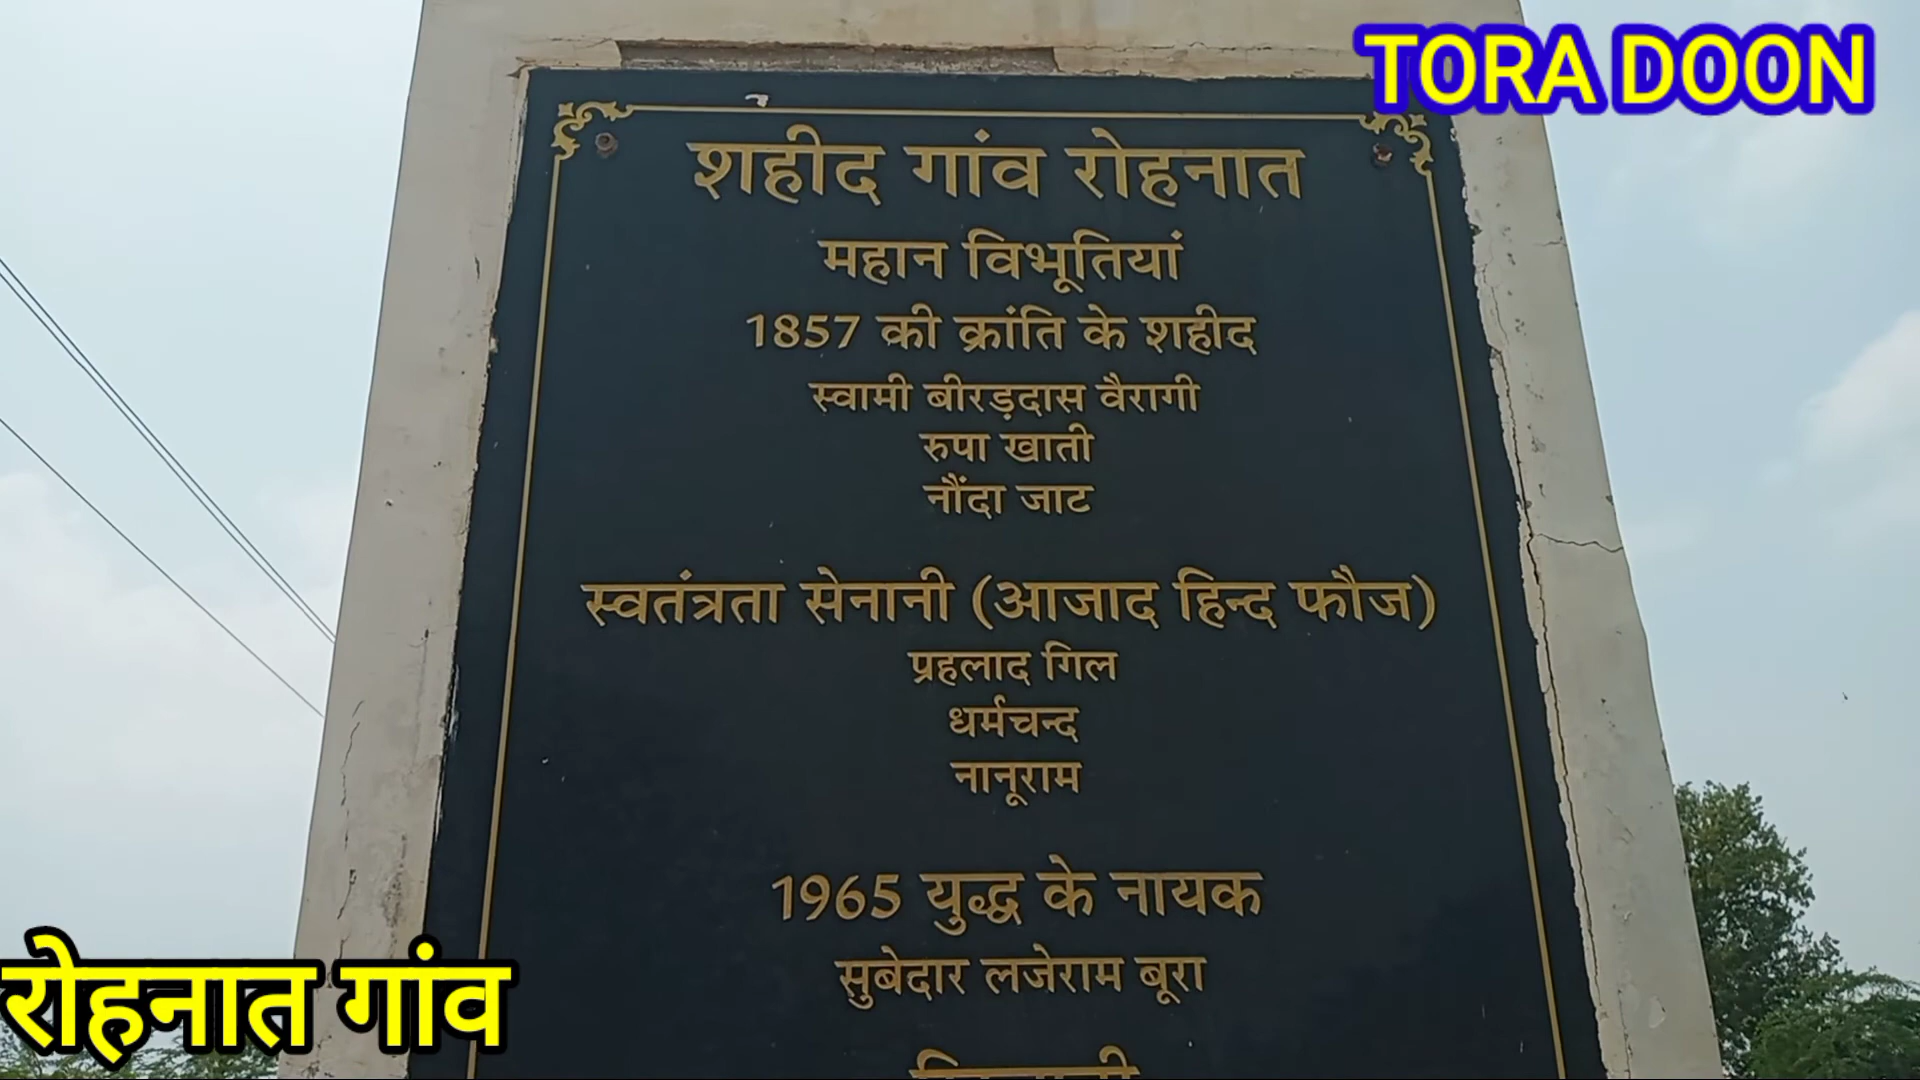 TORA DOON
शहीद गांव रोहनात
महान विभूतियां
1857 की क्रांति के शहीद
स्वामी बीरड़दास वैरागी
रुपा खाती
नौंदा जाट
स्वतंत्रता सेनानी (आजाद हिन्द फौज)
प्रहलाद गिल
धर्मचन्द
नानूराम
1965 युद्ध के नायक
सुबेदार लजेराम बूरा
रोहनात गांव